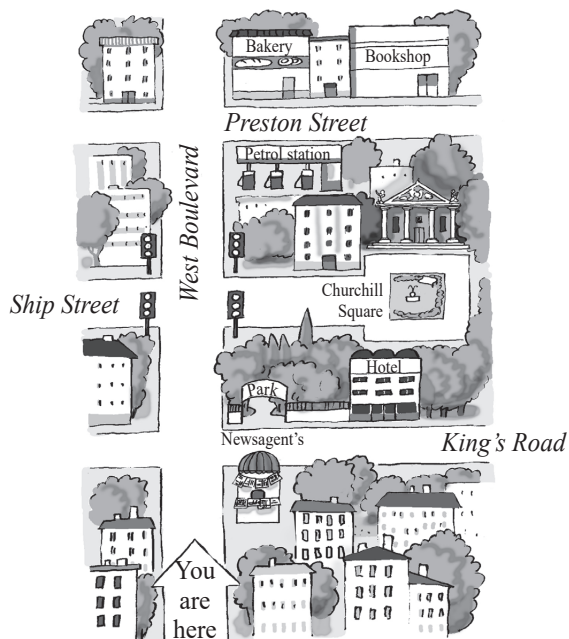 Bakery
Bookshop
Preston Street
Petrol station
West Boulevard
Ship Street
Churchill
Square
Hotel
Park
Newsagent's
King's Road
You
are
here